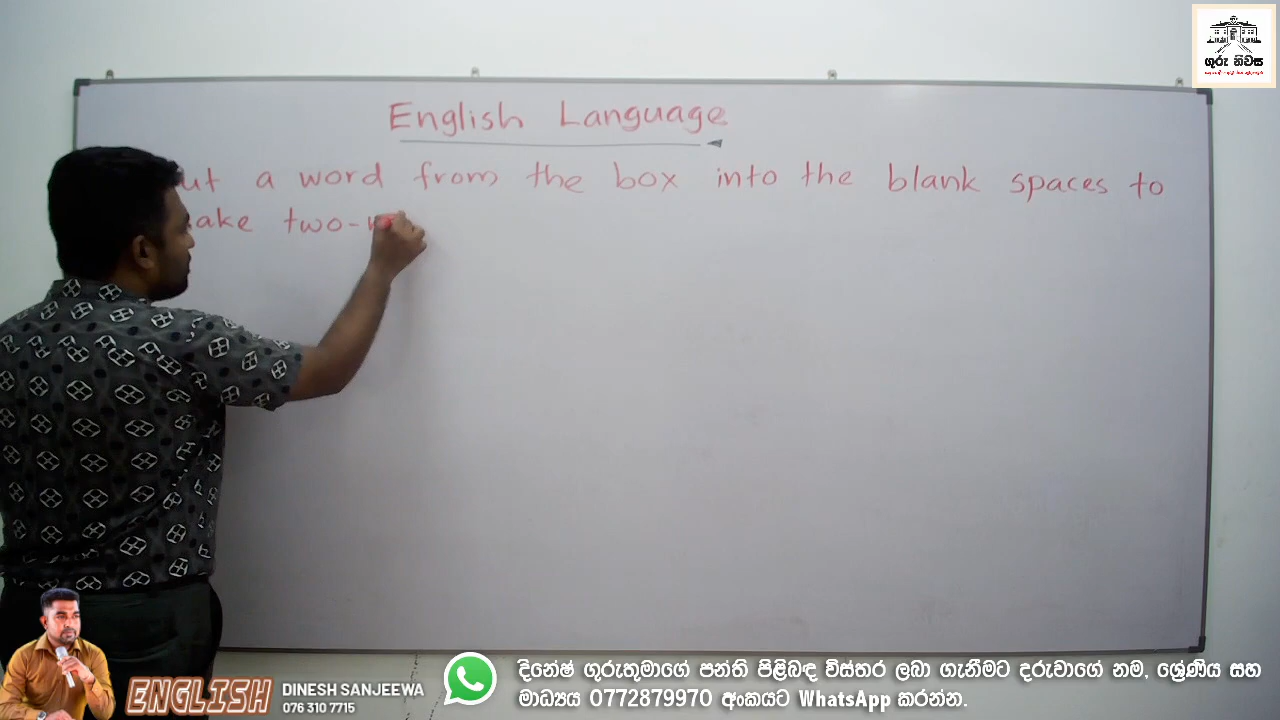 ගුරු නිවස
English Language
ut a word from the box into the blank spaces to
ake two-w
ENGLISH
DINESH SANJEEWA
076 310 7715
දිනේෂ් ගුරුතුමාගේ පන්ති පිළිබඳ විස්තර ලබා ගැනීමට දරුවාගේ නම, ශ්‍රේණිය සහ
මාධ්‍යය 0772879970 අංකයට WhatsApp කරන්න.